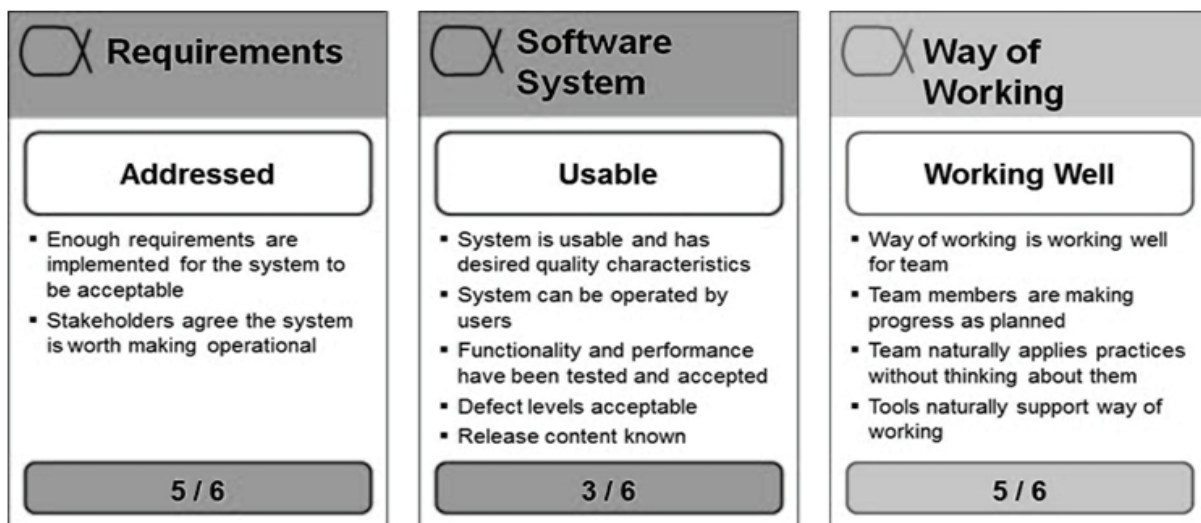 Requirements
Addressed
▪ Enough requirements are
implemented for the system to
be acceptable
▪ Stakeholders agree the system
is worth making operational
5 / 6
Software
System
Usable
▪ System is usable and has
desired quality characteristics
▪ System can be operated by
users
▪ Functionality and performance
have been tested and accepted
▪ Defect levels acceptable
▪ Release content known
3 / 6
Way of
Working
Working Well
▪ Way of working is working well
for team
▪ Team members are making
progress as planned
▪ Team naturally applies practices
without thinking about them
▪ Tools naturally support way of
working
5 / 6